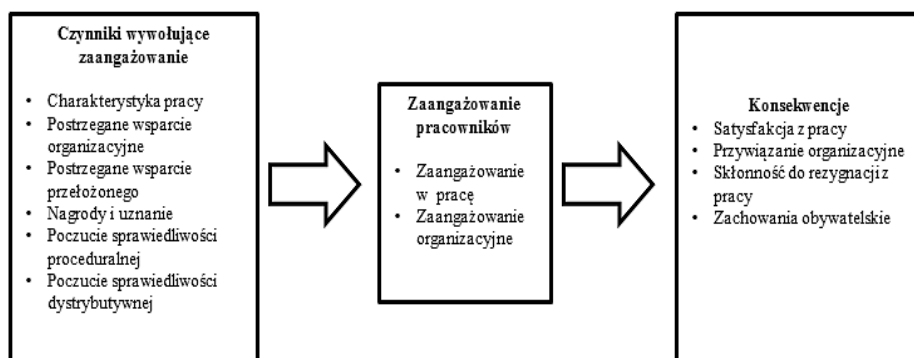 Czynniki wywołujące
zaangażowanie
• Charakterystyka pracy
• Postrzegane wsparcie
organizacyjne
• Postrzegane wsparcie
przełożonego
• Nagrody i uznanie
• Poczucie sprawiedliwości
proceduralnej
• Poczucie sprawiedliwości
dystrybutywnej
Zaangażowanie
pracowników
• Zaangażowanie
w pracę
• Zaangażowanie
organizacyjne
Konsekwencje
• Satysfakcja z pracy
• Przywiązanie organizacyjne
• Skłonność do rezygnacji z
pracy
• Zachowania obywatelskie